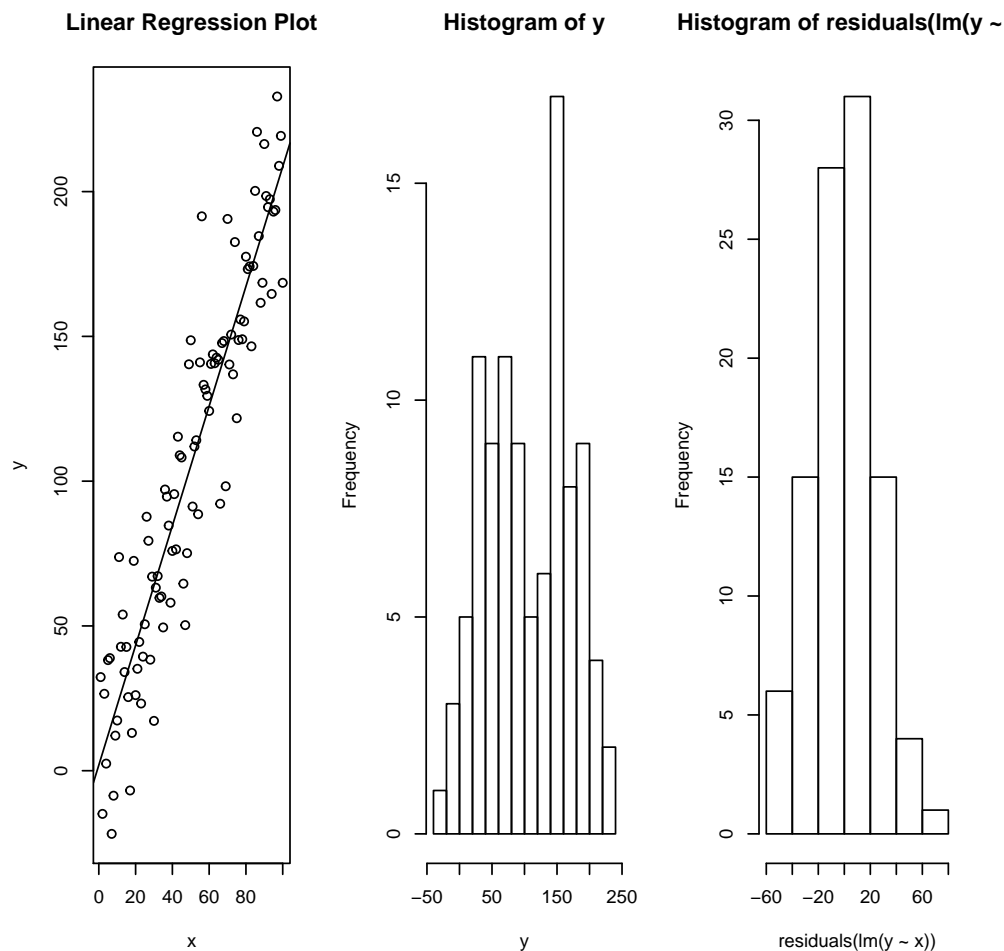 Linear Regression Plot
y
0
50
100
150
200
0 20 40 60 80
x
Histogram of y
Frequency
0
5
10
15
−50 50 150 250
y
Histogram of residuals(lm(y ~
Frequency
0
5
10
15
20
25
30
−60 −20 20 60
residuals(lm(y ~ x))